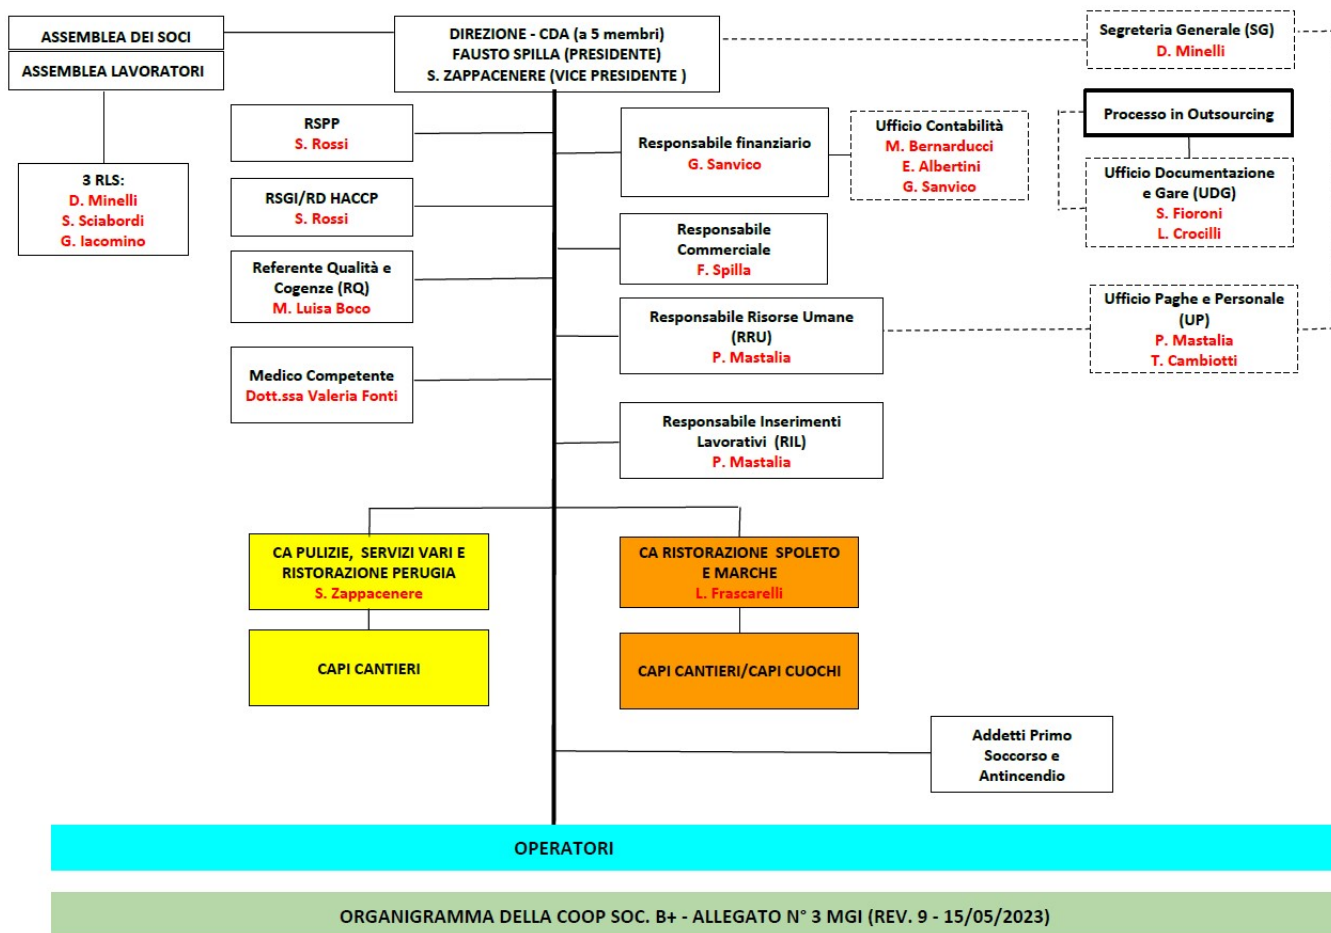 ASSEMBLEA DEI SOCI
ASSEMBLEA LAVORATORI
DIREZIONE - CDA (a 5 membri)
FAUSTO SPILLA (PRESIDENTE)
S. ZAPPACENERE (VICE PRESIDENTE )
Segreteria Generale (SG)
D. Minelli
RSPP
S. Rossi
Responsabile finanziario
G. Sanvico
Ufficio Contabilità
M. Bernarducci
E. Albertini
G. Sanvico
Processo in Outsourcing
3 RLS:
D. Minelli
S. Sciabordi
G. Iacomino
RSGI/RD HACCP
S. Rossi
Responsabile
Commerciale
F. Spilla
Ufficio Documentazione
e Gare (UDG)
S. Fioroni
L. Crocilli
Referente Qualità e
Cogenze (RQ)
M. Luisa Boco
Responsabile Risorse Umane
(RRU)
P. Mastalia
Ufficio Paghe e Personale
(UP)
P. Mastalia
T. Cambiotti
Medico Competente
Dott.ssa Valeria Fonti
Responsabile Inserimenti
Lavorativi (RIL)
P. Mastalia
CA PULIZIE, SERVIZI VARI E
RISTORAZIONE PERUGIA
S. Zappacenere
CA RISTORAZIONE SPOLETO
E MARCHE
L. Frascarelli
CAPI CANTIERI
CAPI CANTIERI/CAPI CUOCHI
Addetti Primo
Soccorso e
Antincendio
OPERATORI
ORGANIGRAMMA DELLA COOP SOC. B+ - ALLEGATO N° 3 MGI (REV. 9 - 15/05/2023)